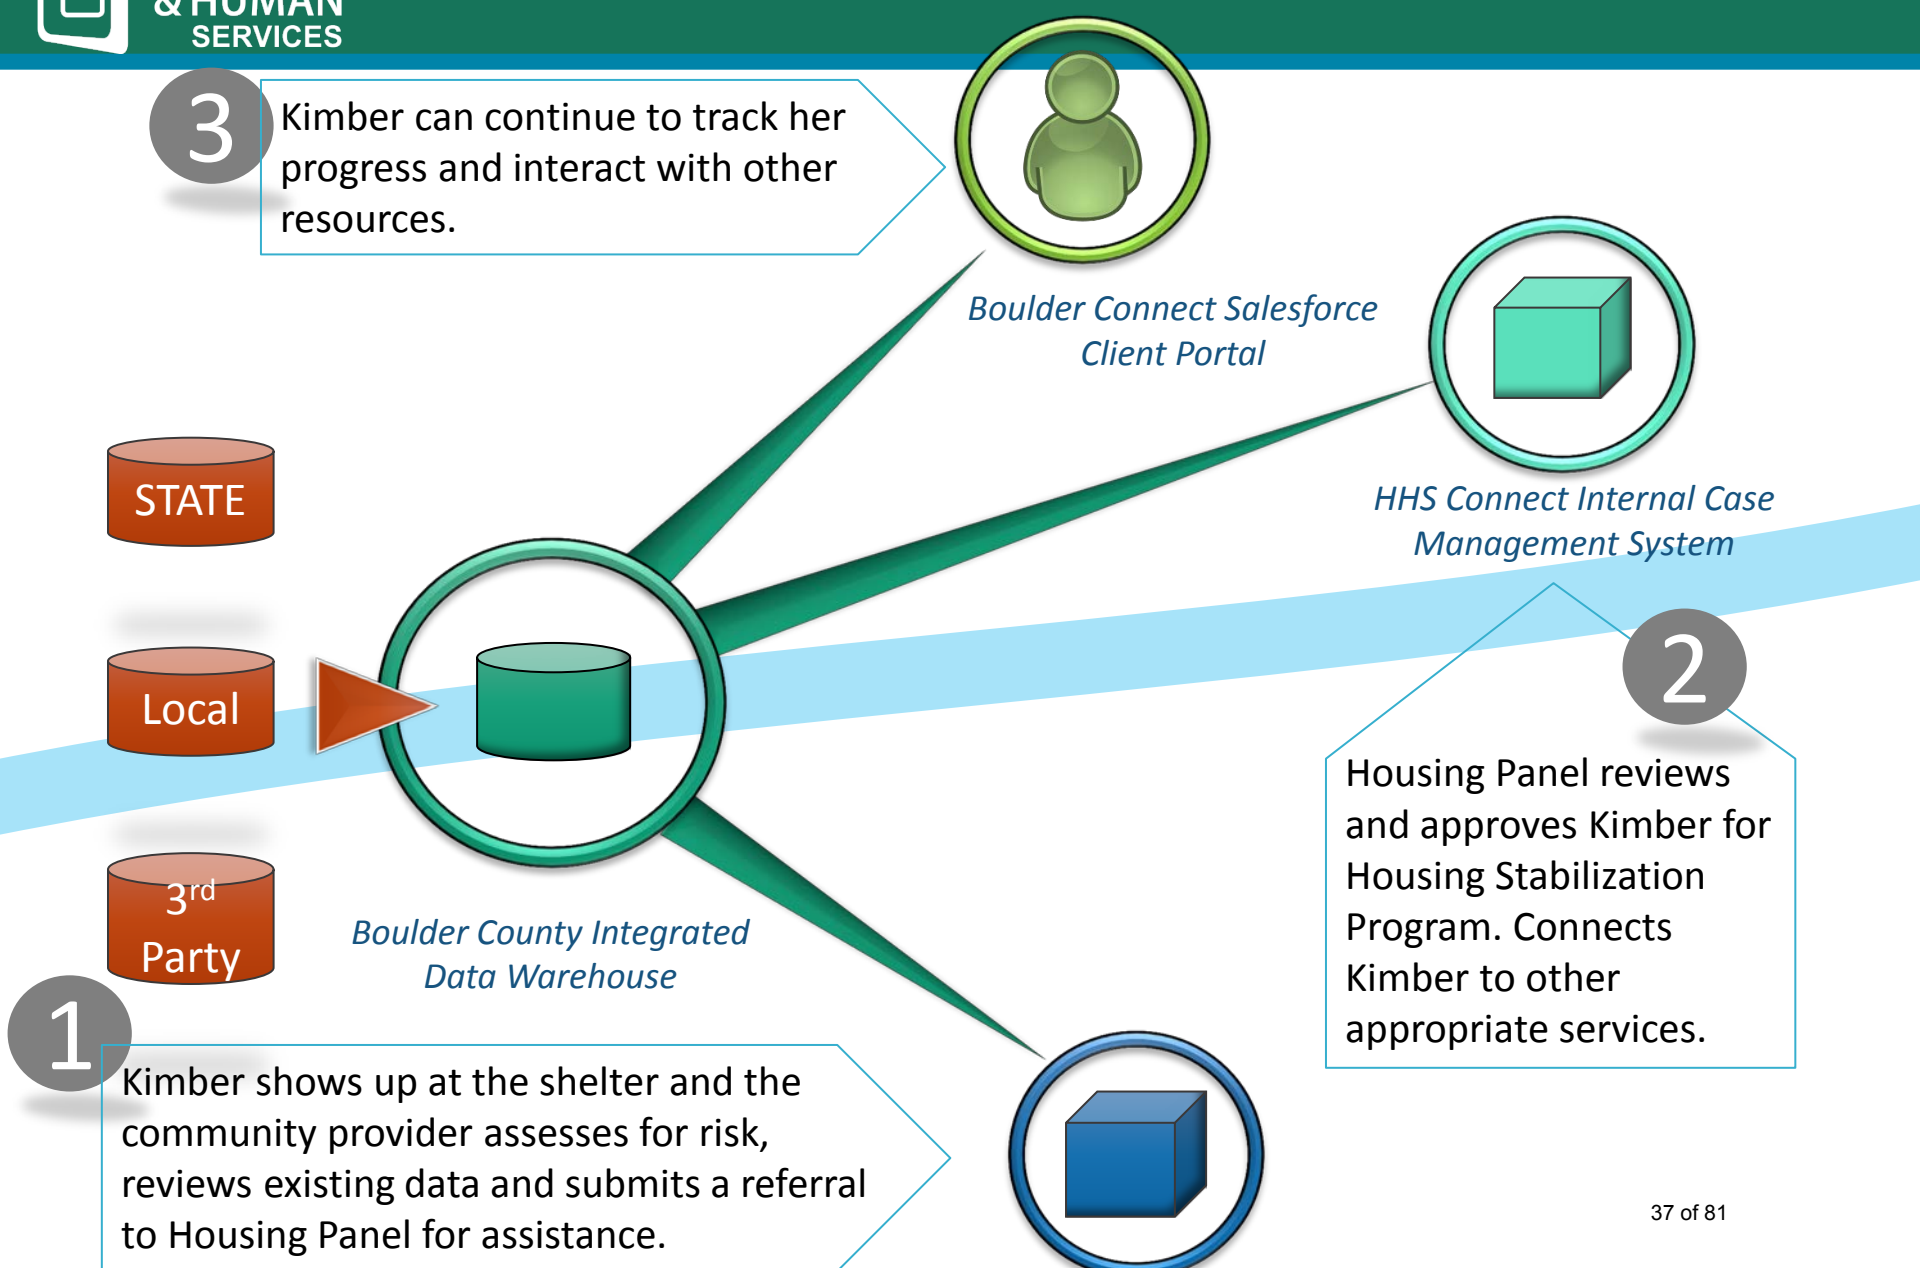 & HUMAN
SERVICES
3
Kimber can continue to track her
progress and interact with other
resources.
Boulder Connect Salesforce
Client Portal
HHS Connect Internal Case
Management System
STATE
Local
3rd
Party
Boulder County Integrated
Data Warehouse
2
Housing Panel reviews
and approves Kimber for
Housing Stabilization
Program. Connects
Kimber to other
appropriate services.
1
Kimber shows up at the shelter and the
community provider assesses for risk,
reviews existing data and submits a referral
to Housing Panel for assistance.
37 of 81